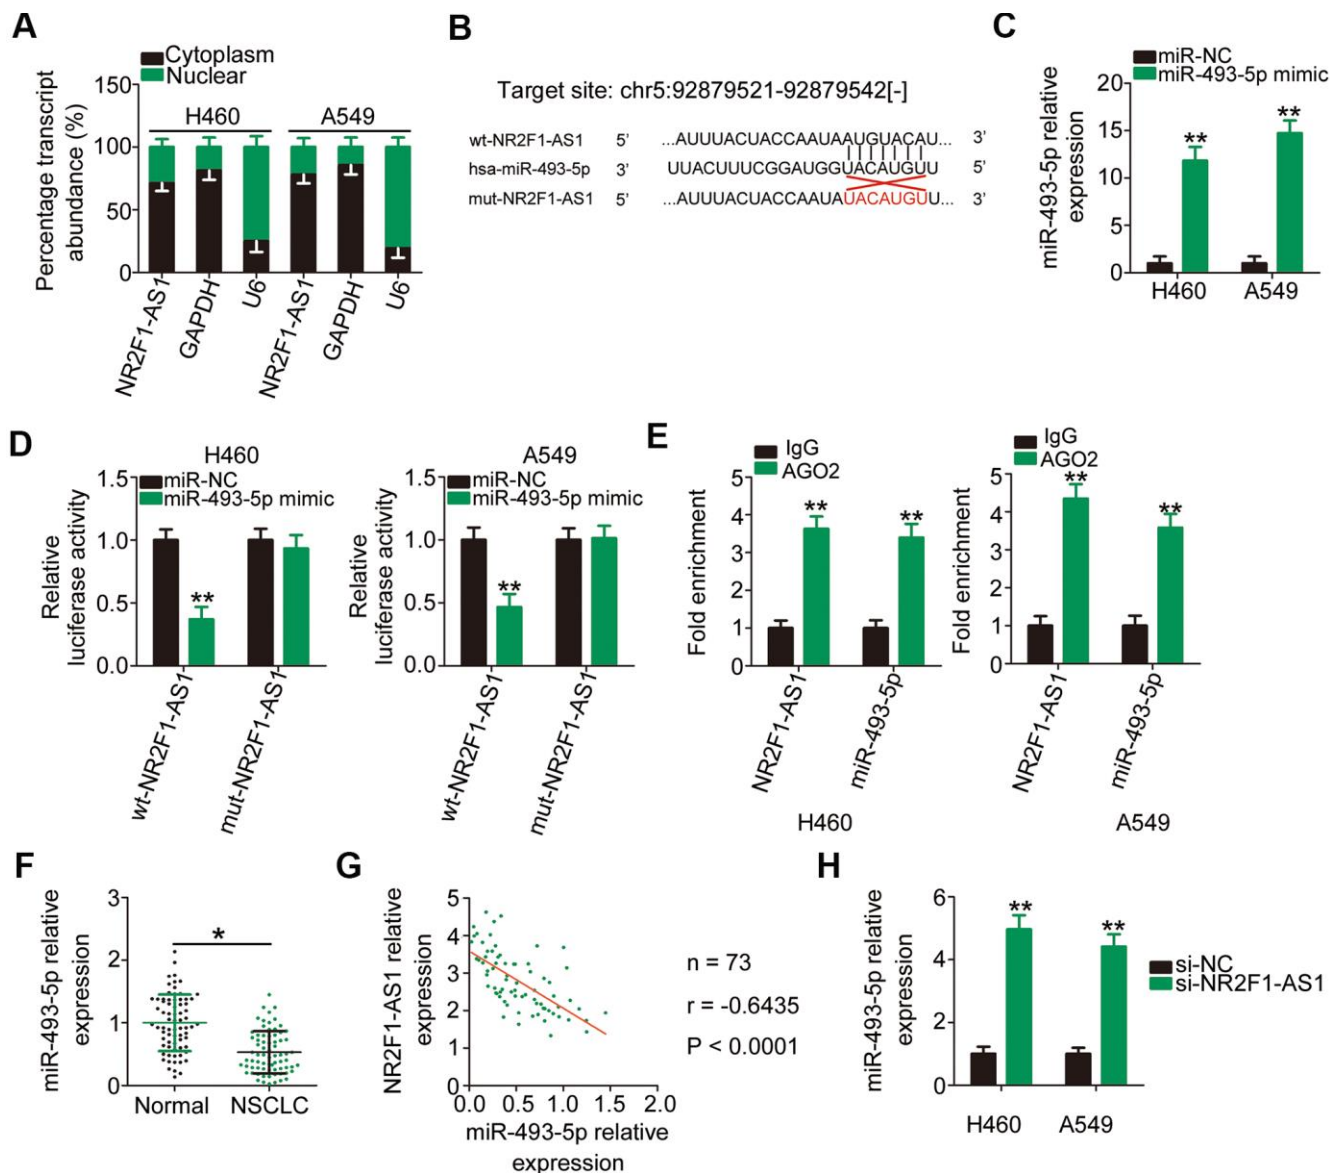 A
Cytoplasm
Nuclear
Percentage transcript
abundance (%)
150
100
50
0
H460
A549
NR2F1-AS1
GAPDH
U6
NR2F1-AS1
GAPDH
U6
B
Target site: chr5:92879521-92879542[-]
wt-NR2F1-AS1 5’ ...AUUUACUACCAAUAAUGUACAU... 3’
hsa-miR-493-5p 3’ UUACUUUCGGAUGGUACAUGUU 5’
mut-NR2F1-AS1 5’ ...AUUUACUACCAAUAUACAUGUU... 3’
C
miR-NC
miR-493-5p mimic
miR-493-5p relative
expression
20
15
10
5
0
**
**
H460
A549
D
H460
miR-NC
miR-493-5p mimic
Relative
luciferase activity
1.5
1.0
0.5
0.0
**
wt-NR2F1-AS1
mut-NR2F1-AS1
A549
miR-NC
miR-493-5p mimic
Relative
luciferase activity
1.5
1.0
0.5
0.0
**
wt-NR2F1-AS1
mut-NR2F1-AS1
E
IgG
AGO2
Fold enrichment
5
4
3
2
1
0
**
**
NR2F1-AS1
miR-493-5p
H460
IgG
AGO2
Fold enrichment
5
4
3
2
1
0
**
**
NR2F1-AS1
miR-493-5p
A549
F
miR-493-5p relative
expression
3
2
1
0
*
Normal
NSCLC
G
NR2F1-AS1 relative
expression
5
4
3
2
1
0
0.0
0.5
1.0
1.5
2.0
miR-493-5p relative
expression
n = 73
r = -0.6435
P < 0.0001
H
miR-493-5p relative
expression
6
4
2
0
**
**
H460
A549
si-NC
si-NR2F1-AS1